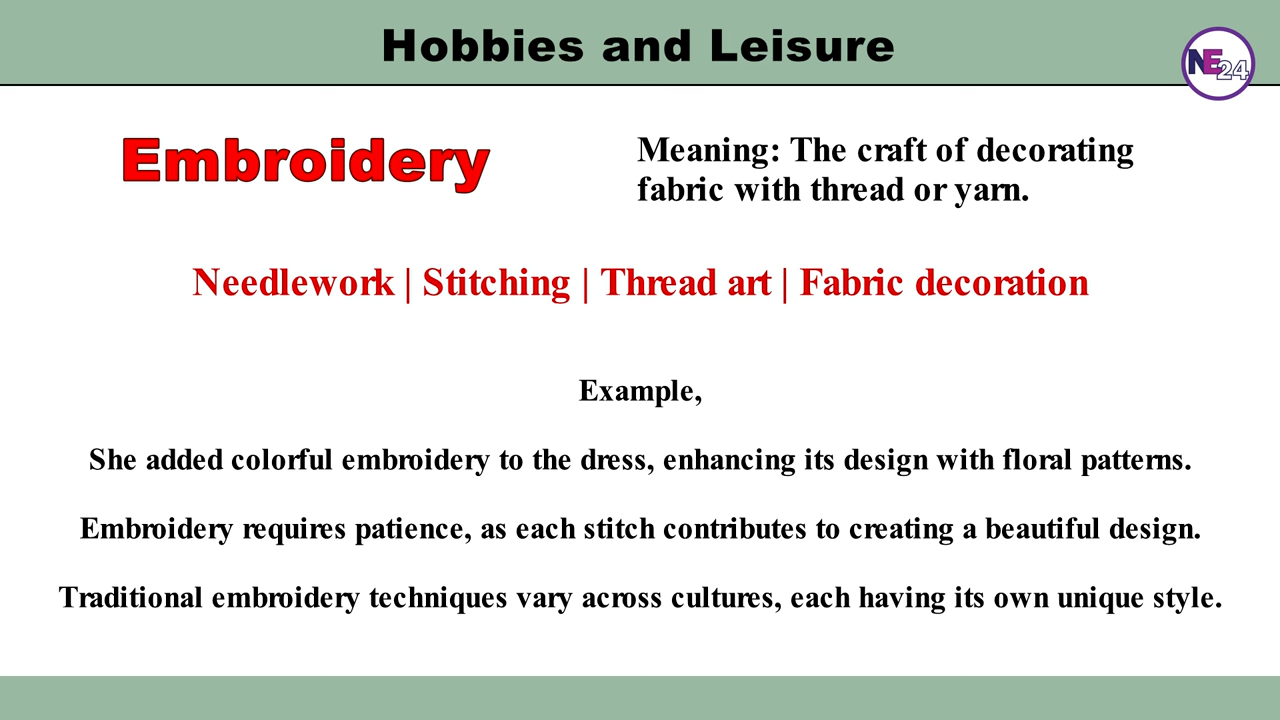 Hobbies and Leisure
NE24
Embroidery
Meaning: The craft of decorating
fabric with thread or yarn.
Needlework | Stitching | Thread art | Fabric decoration
Example,
She added colorful embroidery to the dress, enhancing its design with floral patterns.
Embroidery requires patience, as each stitch contributes to creating a beautiful design.
Traditional embroidery techniques vary across cultures, each having its own unique style.